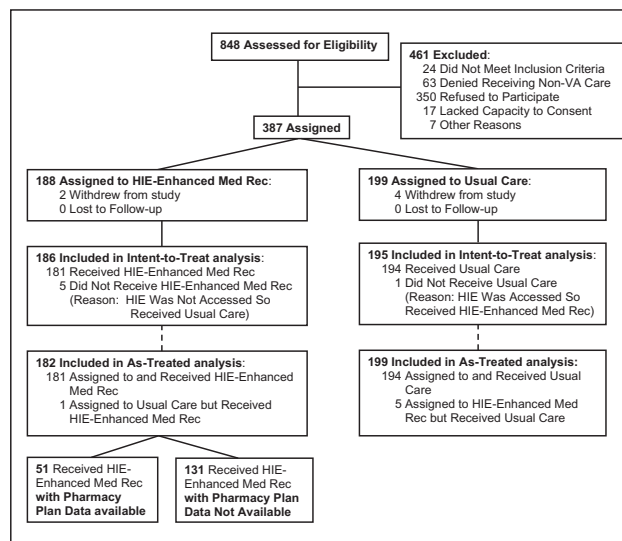 848 Assessed for Eligibility
461 Excluded:
24 Did Not Meet Inclusion Criteria
63 Denied Receiving Non-VA Care
350 Refused to Participate
17 Lacked Capacity to Consent
7 Other Reasons
387 Assigned
188 Assigned to HIE-Enhanced Med Rec:
2 Withdrew from study
0 Lost to Follow-up
199 Assigned to Usual Care:
4 Withdrew from study
0 Lost to Follow-up
186 Included in Intent-to-Treat analysis:
181 Received HIE-Enhanced Med Rec
5 Did Not Receive HIE-Enhanced Med Rec
(Reason: HIE Was Not Accessed So
Received Usual Care)
195 Included in Intent-to-Treat analysis:
194 Received Usual Care
1 Did Not Receive Usual Care
(Reason: HIE Was Accessed So
Received HIE-Enhanced Med Rec)
182 Included in As-Treated analysis:
181 Assigned to and Received HIE-Enhanced
Med Rec
1 Assigned to Usual Care but Received
HIE-Enhanced Med Rec
199 Included in As-Treated analysis:
194 Assigned to and Received Usual
Care
5 Assigned to HIE-Enhanced Med
Rec but Received Usual Care
51 Received HIE-
Enhanced Med Rec
with Pharmacy
Plan Data available
131 Received HIE-
Enhanced Med Rec
with Pharmacy Plan
Data Not Available